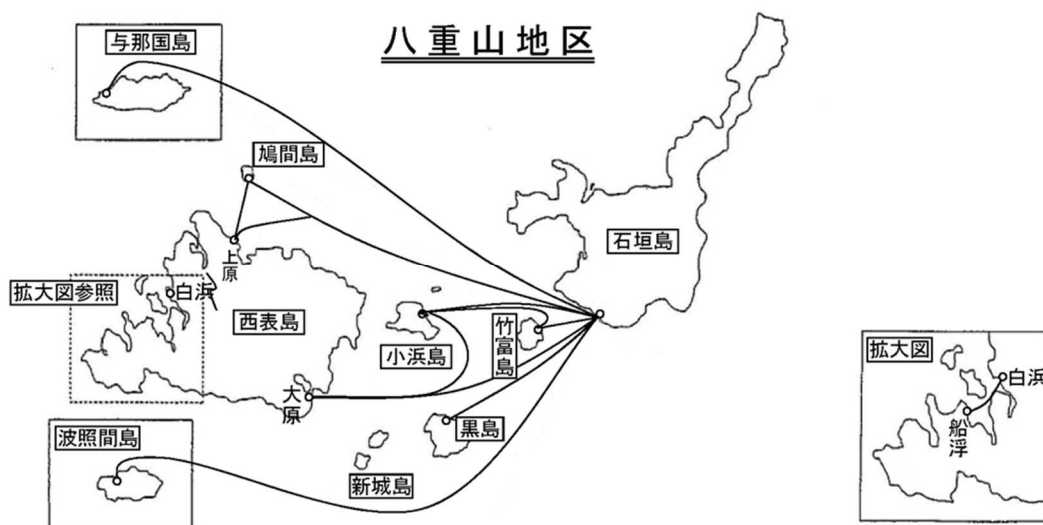 八重山地区
与那国島
鳩間島
石垣島
上原
拡大図参照
白浜
西表島
小浜島
竹富島
大原
黒島
新城島
波照間島
拡大図
白浜
船浮